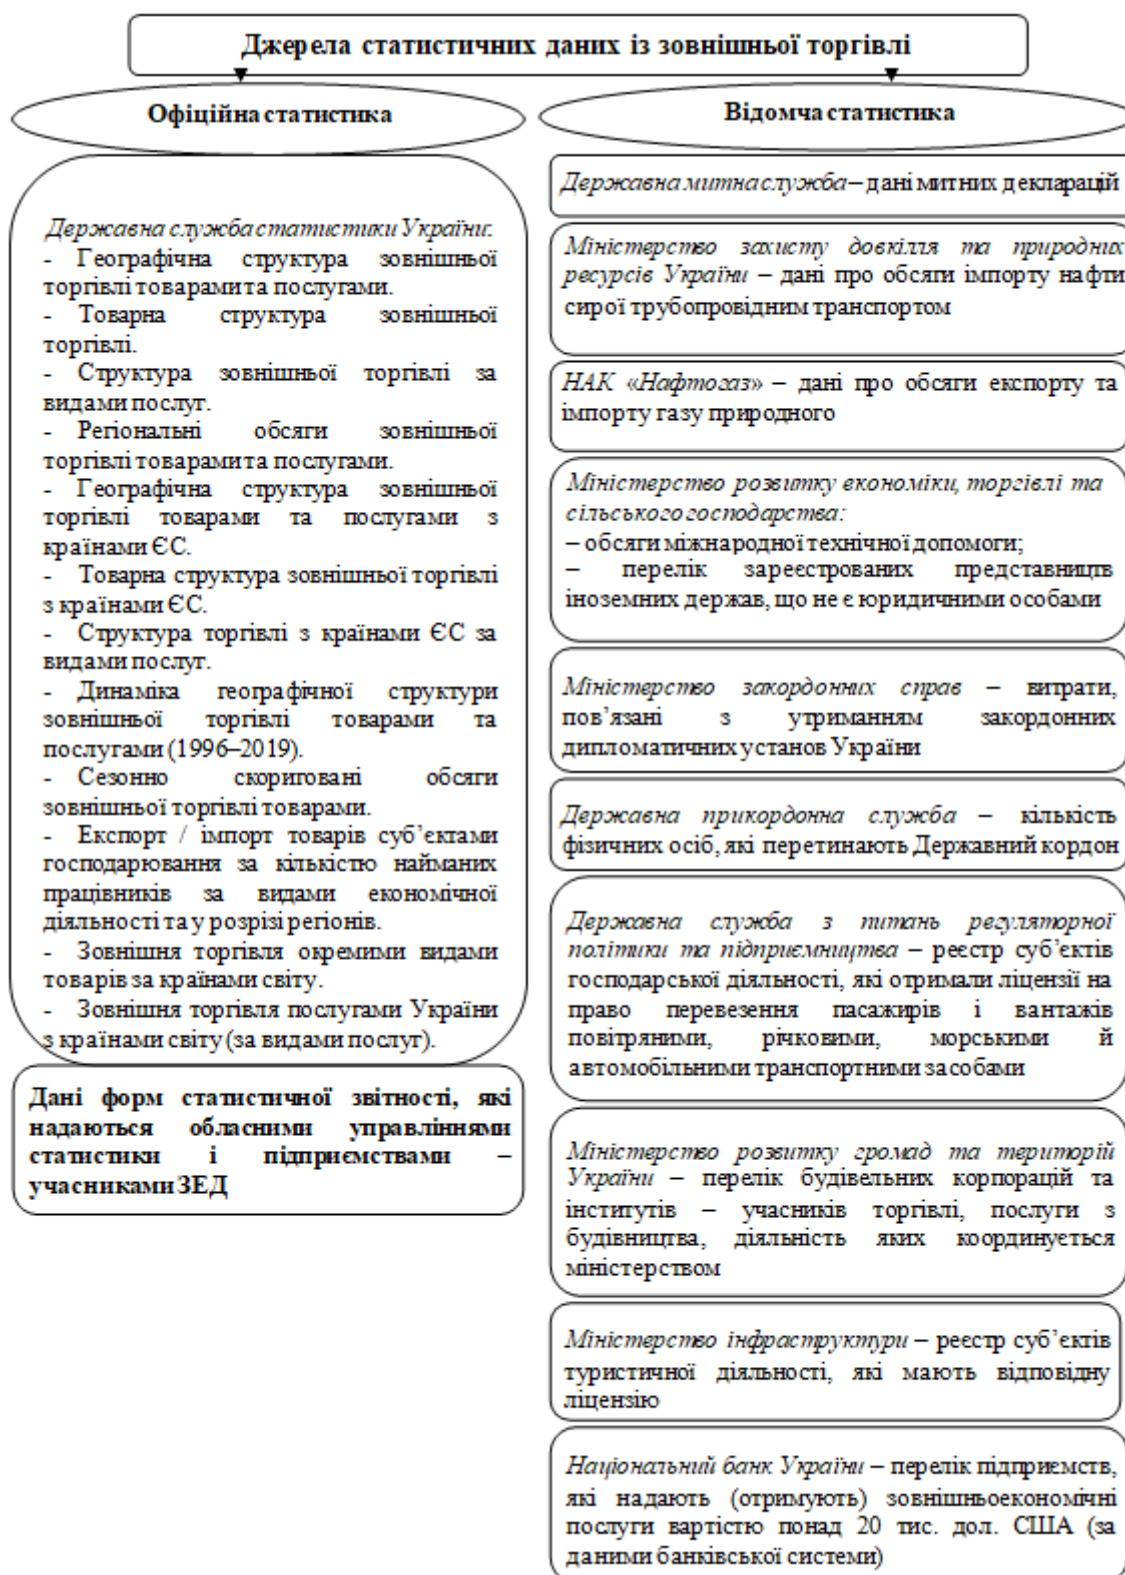 Джерела статистичних даних із зовнішньої торгівлі
Офіційна статистика
Державна служба статистики України:
- Географічна структура зовнішньої
торгівлі товарами та послугами.
- Товарна структура зовнішньої
торгівлі.
- Структура зовнішньої торгівлі за
видами послуг.
- Регіональні обсяги зовнішньої
торгівлі товарами та послугами.
- Географічна структура зовнішньої
торгівлі товарами та послугами з
країнами ЄС.
- Товарна структура зовнішньої торгівлі
з країнами ЄС.
- Структура торгівлі з країнами ЄС за
видами послуг.
- Динаміка географічної структури
зовнішньої торгівлі товарами та
послугами (1996–2019).
- Сезонно скориговані обсяги
зовнішньої торгівлі товарами.
- Експорт / імпорт товарів суб’єктами
господарювання за кількістю найманих
працівників за видами економічної
діяльності та у розрізі регіонів.
- Зовнішня торгівля окремими видами
товарів за країнами світу.
- Зовнішня торгівля послугами України
з країнами світу (за видами послуг).
Дані форм статистичної звітності, які
надаються обласними управліннями
статистики і підприємствами –
учасниками ЗЕД
Відомча статистика
Державна митна служба – дані митних декларацій
Міністерство захисту довкілля та природних
ресурсів України – дані про обсяги імпорту нафти
сирої трубопровідним транспортом
НАК «Нафтогаз» – дані про обсяги експорту та
імпорту газу природного
Міністерство розвитку економіки, торгівлі та
сільського господарства:
– обсяги міжнародної технічної допомоги;
– перелік зареєстрованих представництв
іноземних держав, що не є юридичними особами
Міністерство закордонних справ – витрати,
пов’язані з утриманням закордонних
дипломатичних установ України
Державна прикордонна служба – кількість
фізичних осіб, які перетинають Державний кордон
Державна служба з питань регуляторної
політики та підприємництва – реєстр суб’єктів
господарської діяльності, які отримали ліцензії на
право перевезення пасажирів і вантажів
повітряними, річковими, морськими й
автомобільними транспортними засобами
Міністерство розвитку громад та територій
України – перелік будівельних корпорацій та
інститутів – учасників торгівлі, послуги з
будівництва, діяльність яких координується
міністерством
Міністерство інфраструктури – реєстр суб’єктів
туристичної діяльності, які мають відповідну
ліцензію
Національний банк України – перелік підприємств,
які надають (отримують) зовнішньоекономічні
послуги вартістю понад 20 тис. дол. США (за
даними банківської системи)